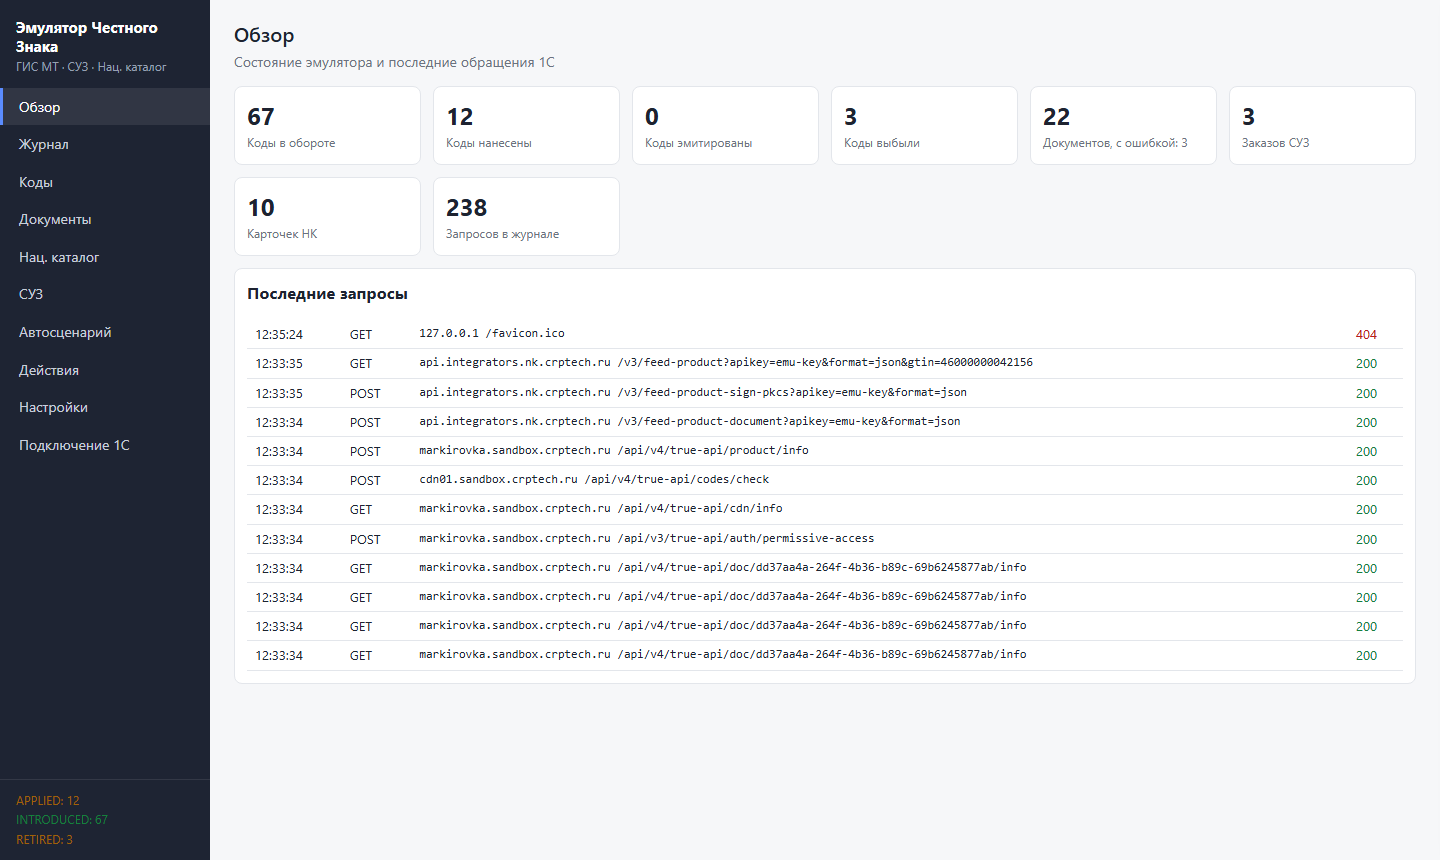 Эмулятор Честного
Знака
ГИС МТ · СУЗ · Нац. каталог
Обзор
Журнал
Коды
Документы
Нац. каталог
СУЗ
Автосценарий
Действия
Настройки
Подключение 1С
APPLIED: 12
INTRODUCED: 67
RETIRED: 3
Обзор
Состояние эмулятора и последние обращения 1С
67
Коды в обороте
12
Коды нанесены
0
Коды эмитированы
3
Коды выбыли
22
Документов, с ошибкой: 3
3
Заказов СУЗ
10
Карточек НК
238
Запросов в журнале
Последние запросы
12:35:24 GET 127.0.0.1 /favicon.ico 404
12:33:35 GET api.integrators.nk.crptech.ru /v3/feed-product?apikey=emu-key&format=json&gtin=46000000042156 200
12:33:35 POST api.integrators.nk.crptech.ru /v3/feed-product-sign-pkcs?apikey=emu-key&format=json 200
12:33:34 POST api.integrators.nk.crptech.ru /v3/feed-product-document?apikey=emu-key&format=json 200
12:33:34 POST markirovka.sandbox.crptech.ru /api/v4/true-api/product/info 200
12:33:34 POST cdn01.sandbox.crptech.ru /api/v4/true-api/codes/check 200
12:33:34 GET markirovka.sandbox.crptech.ru /api/v4/true-api/cdn/info 200
12:33:34 POST markirovka.sandbox.crptech.ru /api/v3/true-api/auth/permissive-access 200
12:33:34 GET markirovka.sandbox.crptech.ru /api/v4/true-api/doc/dd37aa4a-264f-4b36-b89c-69b6245877ab/info 200
12:33:34 GET markirovka.sandbox.crptech.ru /api/v4/true-api/doc/dd37aa4a-264f-4b36-b89c-69b6245877ab/info 200
12:33:34 GET markirovka.sandbox.crptech.ru /api/v4/true-api/doc/dd37aa4a-264f-4b36-b89c-69b6245877ab/info 200
12:33:34 GET markirovka.sandbox.crptech.ru /api/v4/true-api/doc/dd37aa4a-264f-4b36-b89c-69b6245877ab/info 200